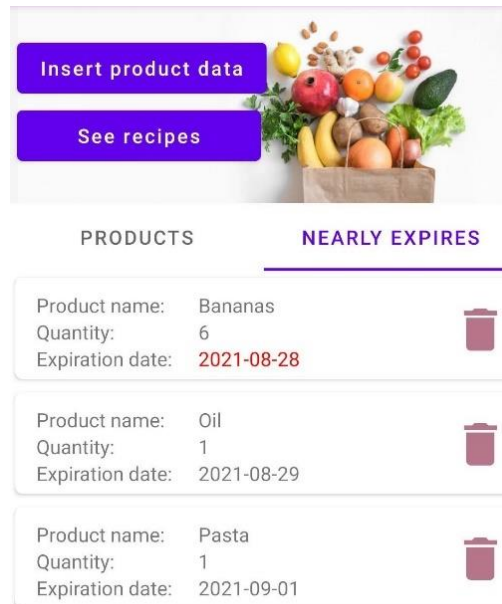 Insert product data
See recipes
PRODUCTS NEARLY EXPIRES
Product name: Bananas
Quantity: 6
Expiration date: 2021-08-28
Product name: Oil
Quantity: 1
Expiration date: 2021-08-29
Product name: Pasta
Quantity: 1
Expiration date: 2021-09-01